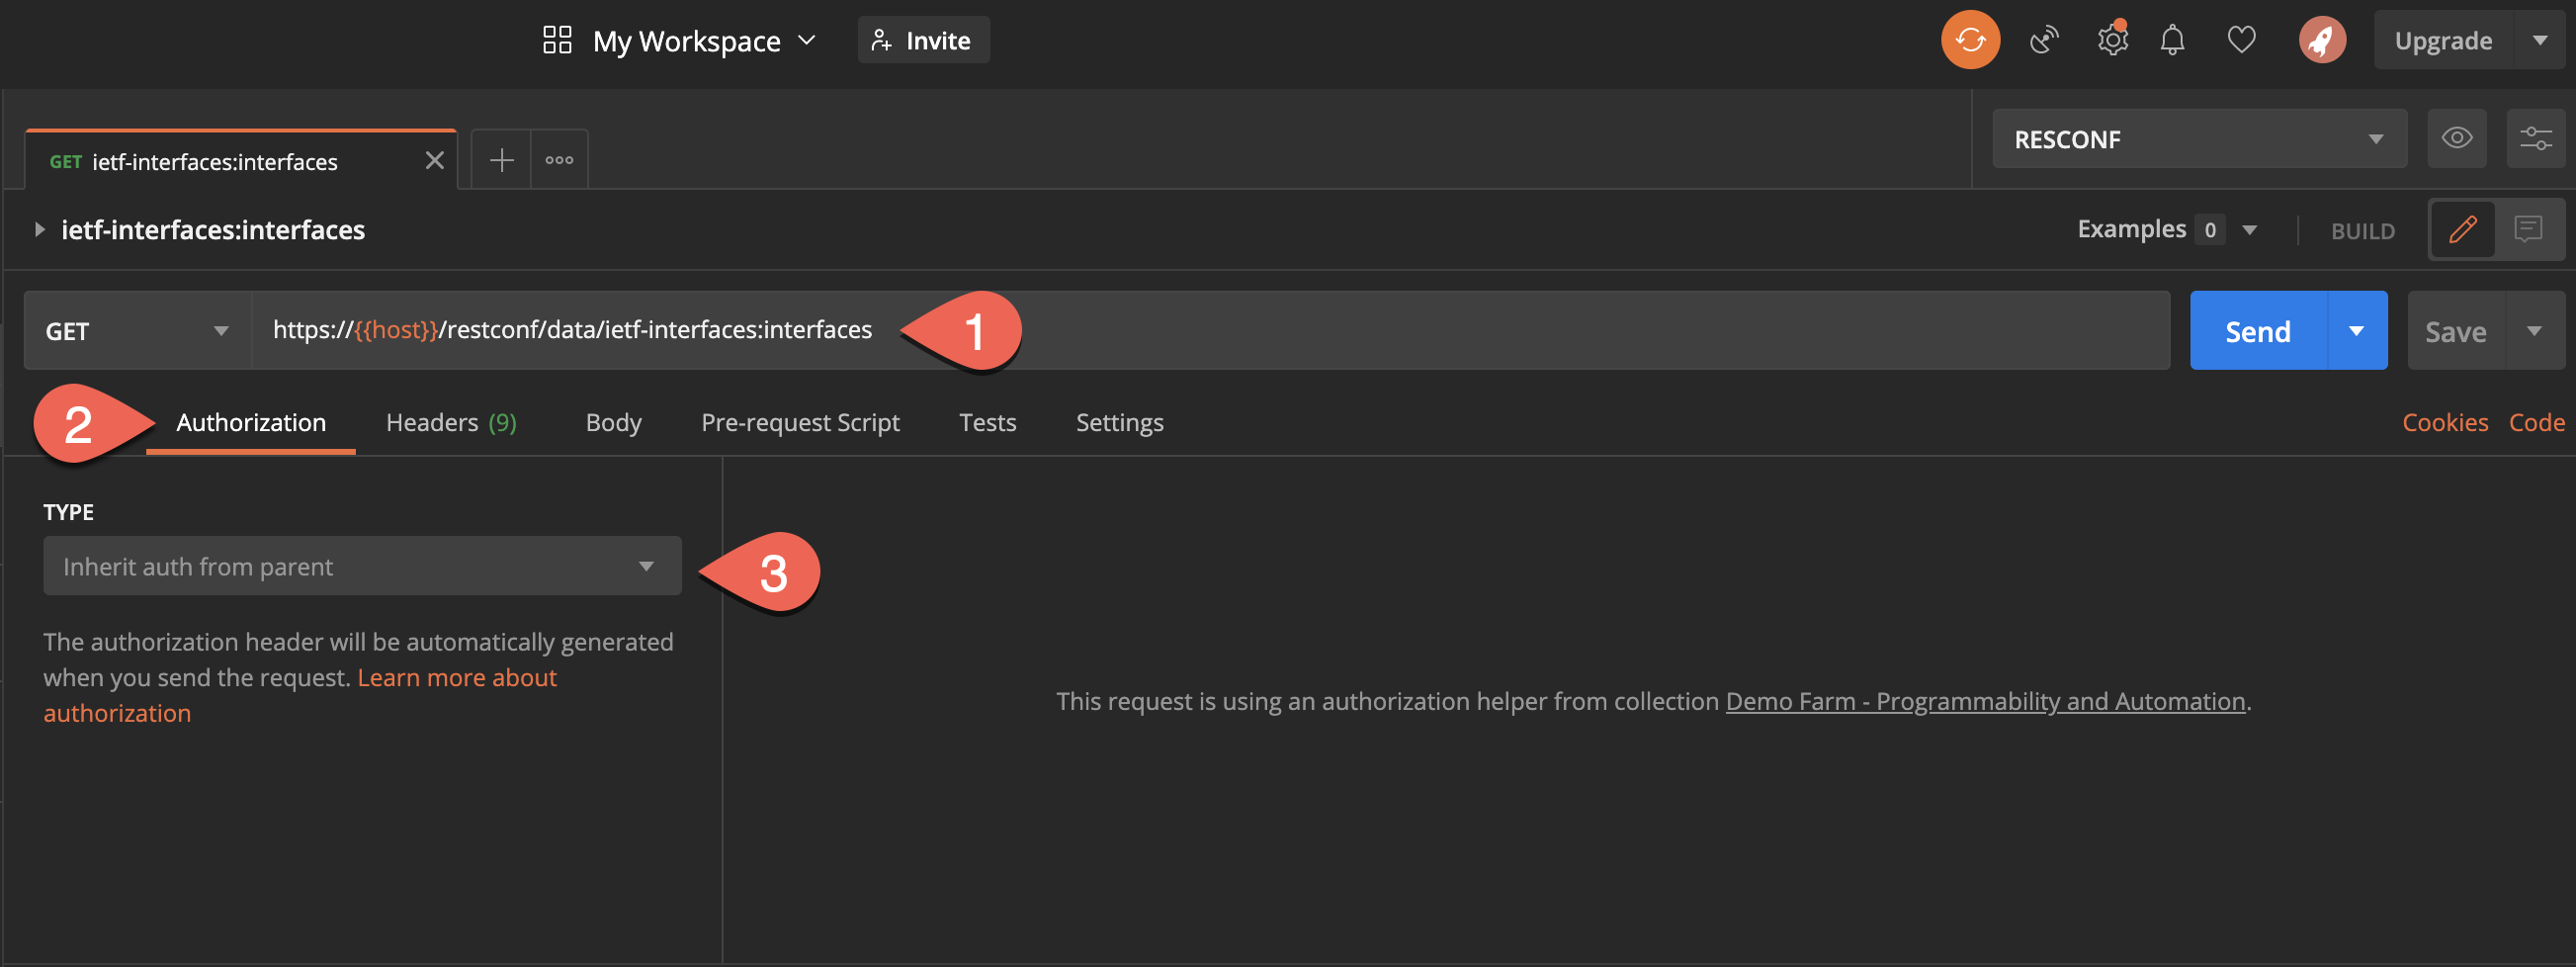 My Workspace
Invite
Upgrade
GET ietf-interfaces:interfaces
RESCONF
ietf-interfaces:interfaces
Examples 0
BUILD
GET
https://{{host}}/restconf/data/ietf-interfaces:interfaces
1
Send
Save
2
Authorization
Headers (9)
Body
Pre-request Script
Tests
Settings
Cookies
Code
TYPE
Inherit auth from parent
3
The authorization header will be automatically generated
when you send the request. Learn more about
authorization
This request is using an authorization helper from collection Demo Farm - Programmability and Automation.